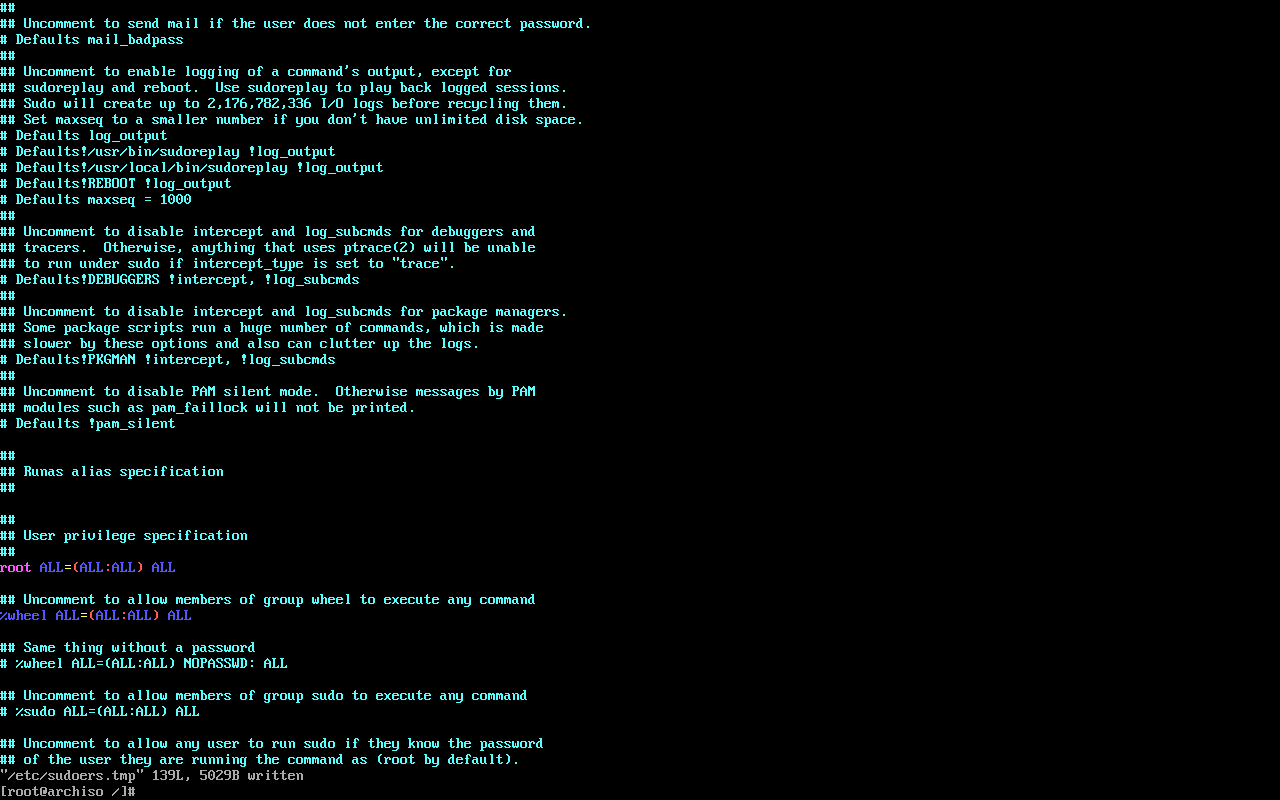 ##
## Uncomment to send mail if the user does not enter the correct password.
# Defaults mail_badpass
##
## Uncomment to enable logging of a command's output, except for
## sudoreplay and reboot.  Use sudoreplay to play back logged sessions.
## Sudo will create up to 2,176,782,336 I/O logs before recycling them.
## Set maxseq to a smaller number if you don't have unlimited disk space.
# Defaults log_output
# Defaults!/usr/bin/sudoreplay !log_output
# Defaults!/usr/local/bin/sudoreplay !log_output
# Defaults!REBOOT !log_output
# Defaults maxseq = 1000
##
## Uncomment to disable intercept and log_subcmds for debuggers and
## tracers.  Otherwise, anything that uses ptrace(2) will be unable
## to run under sudo if intercept_type is set to "trace".
# Defaults!DEBUGGERS !intercept, !log_subcmds
##
## Uncomment to disable intercept and log_subcmds for package managers.
## Some package scripts run a huge number of commands, which is made
## slower by these options and also can clutter up the logs.
# Defaults!PKGMAN !intercept, !log_subcmds
##
## Uncomment to disable PAM silent mode.  Otherwise messages by PAM
## modules such as pam_faillock will not be printed.
# Defaults !pam_silent

##
## Runas alias specification
##

##
## User privilege specification
##
root ALL=(ALL:ALL) ALL

## Uncomment to allow members of group wheel to execute any command
%wheel ALL=(ALL:ALL) ALL

## Same thing without a password
# %wheel ALL=(ALL:ALL) NOPASSWD: ALL

## Uncomment to allow members of group sudo to execute any command
# %sudo ALL=(ALL:ALL) ALL

## Uncomment to allow any user to run sudo if they know the password
## of the user they are running the command as (root by default).
"/etc/sudoers.tmp" 139L, 5029B written
[root@archiso /]#